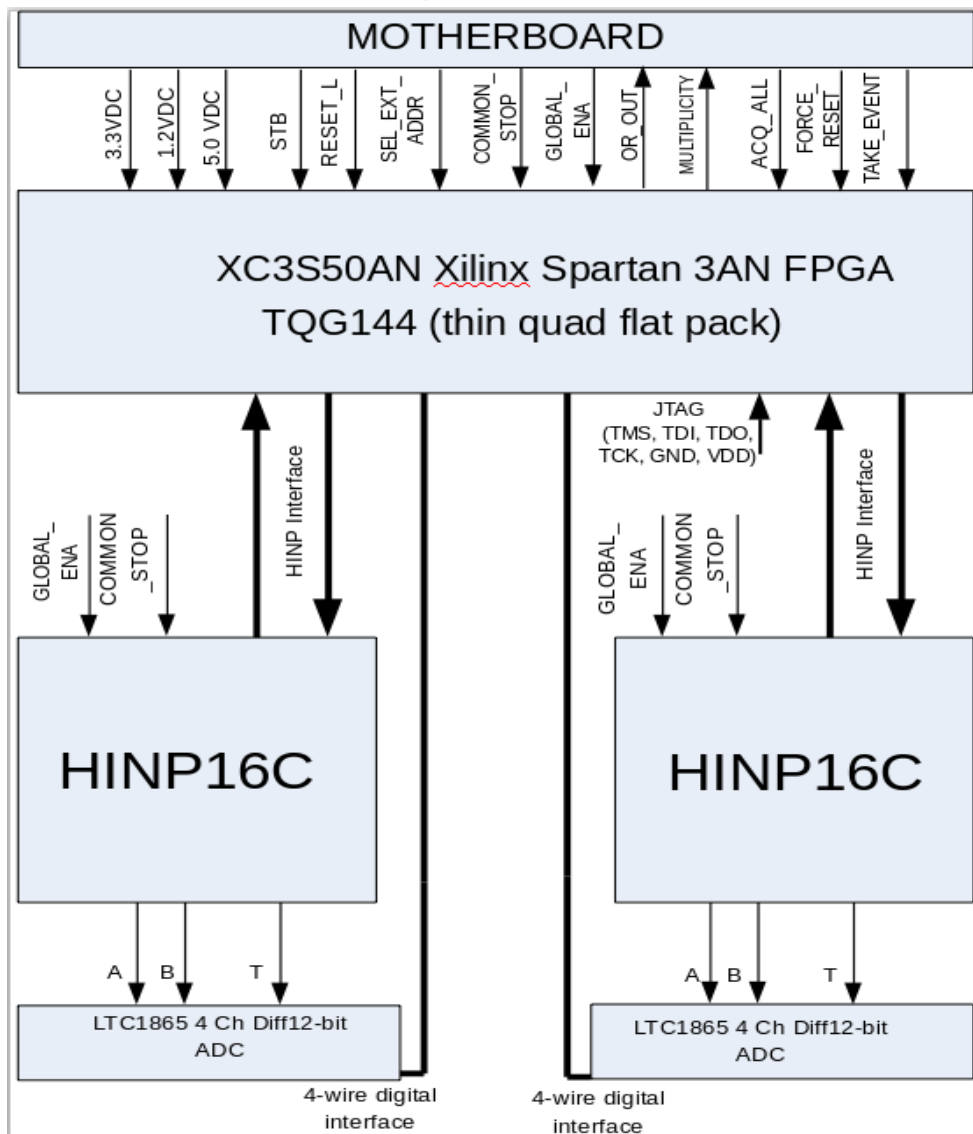 MOTHERBOARD
3.3VDC
1.2VDC
5.0 VDC
STB
RESET_L
SEL_EXT_
ADDR
COMMON_
STOP
GLOBAL_
ENA
OR_OUT
MULTIPLICITY
ACQ_ALL
FORCE_
RESET
TAKE_EVENT
XC3S50AN Xilinx Spartan 3AN FPGA
TQG144 (thin quad flat pack)
JTAG
(TMS, TDI, TDO,
TCK, GND, VDD)
GLOBAL_
ENA
COMMON
_STOP
HINP Interface
GLOBAL_
ENA
COMMON
_STOP
HINP Interface
HINP16C
HINP16C
A
B
T
A
B
T
LTC1865 4 Ch Diff12-bit
ADC
LTC1865 4 Ch Diff12-bit
ADC
4-wire digital
interface
4-wire digital
interface